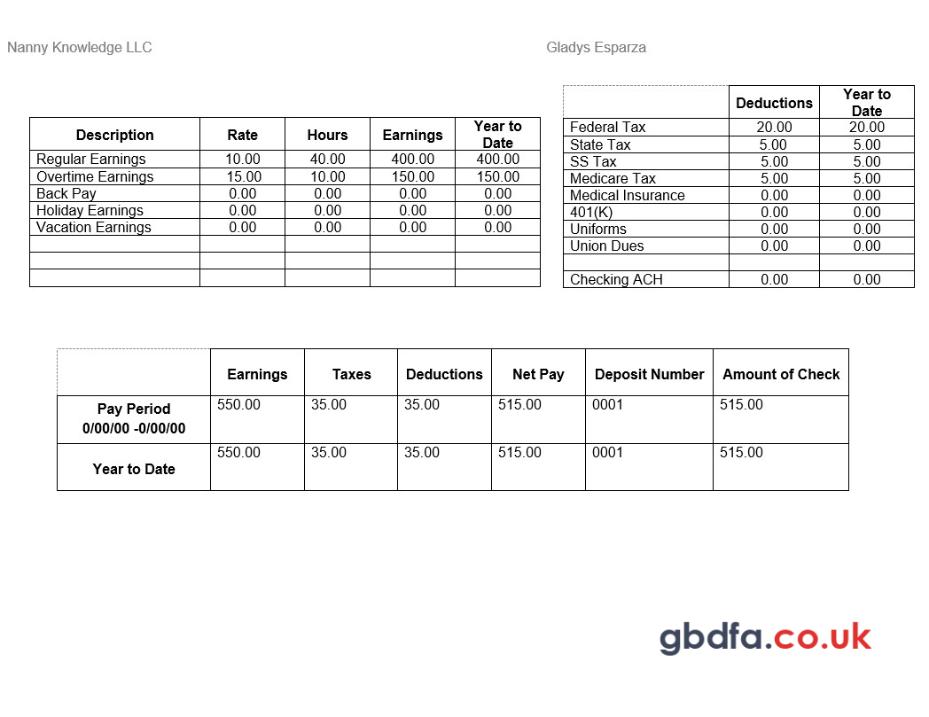 Nanny Knowledge LLC Gladys Esparza
Description Rate Hours Earnings Year to Date
Regular Earnings 10.00 40.00 400.00 400.00
Overtime Earnings 15.00 10.00 150.00 150.00
Back Pay 0.00 0.00 0.00 0.00
Holiday Earnings 0.00 0.00 0.00 0.00
Vacation Earnings 0.00 0.00 0.00 0.00
Deductions Year to Date
Federal Tax 20.00 20.00
State Tax 5.00 5.00
SS Tax 5.00 5.00
Medicare Tax 5.00 5.00
Medical Insurance 0.00 0.00
401(K) 0.00 0.00
Uniforms 0.00 0.00
Union Dues 0.00 0.00
Checking ACH 0.00 0.00
Earnings Taxes Deductions Net Pay Deposit Number Amount of Check
Pay Period 550.00 35.00 35.00 515.00 0001 515.00
0/00/00 -0/00/00
Year to Date 550.00 35.00 35.00 515.00 0001 515.00
gbdfa.co.uk